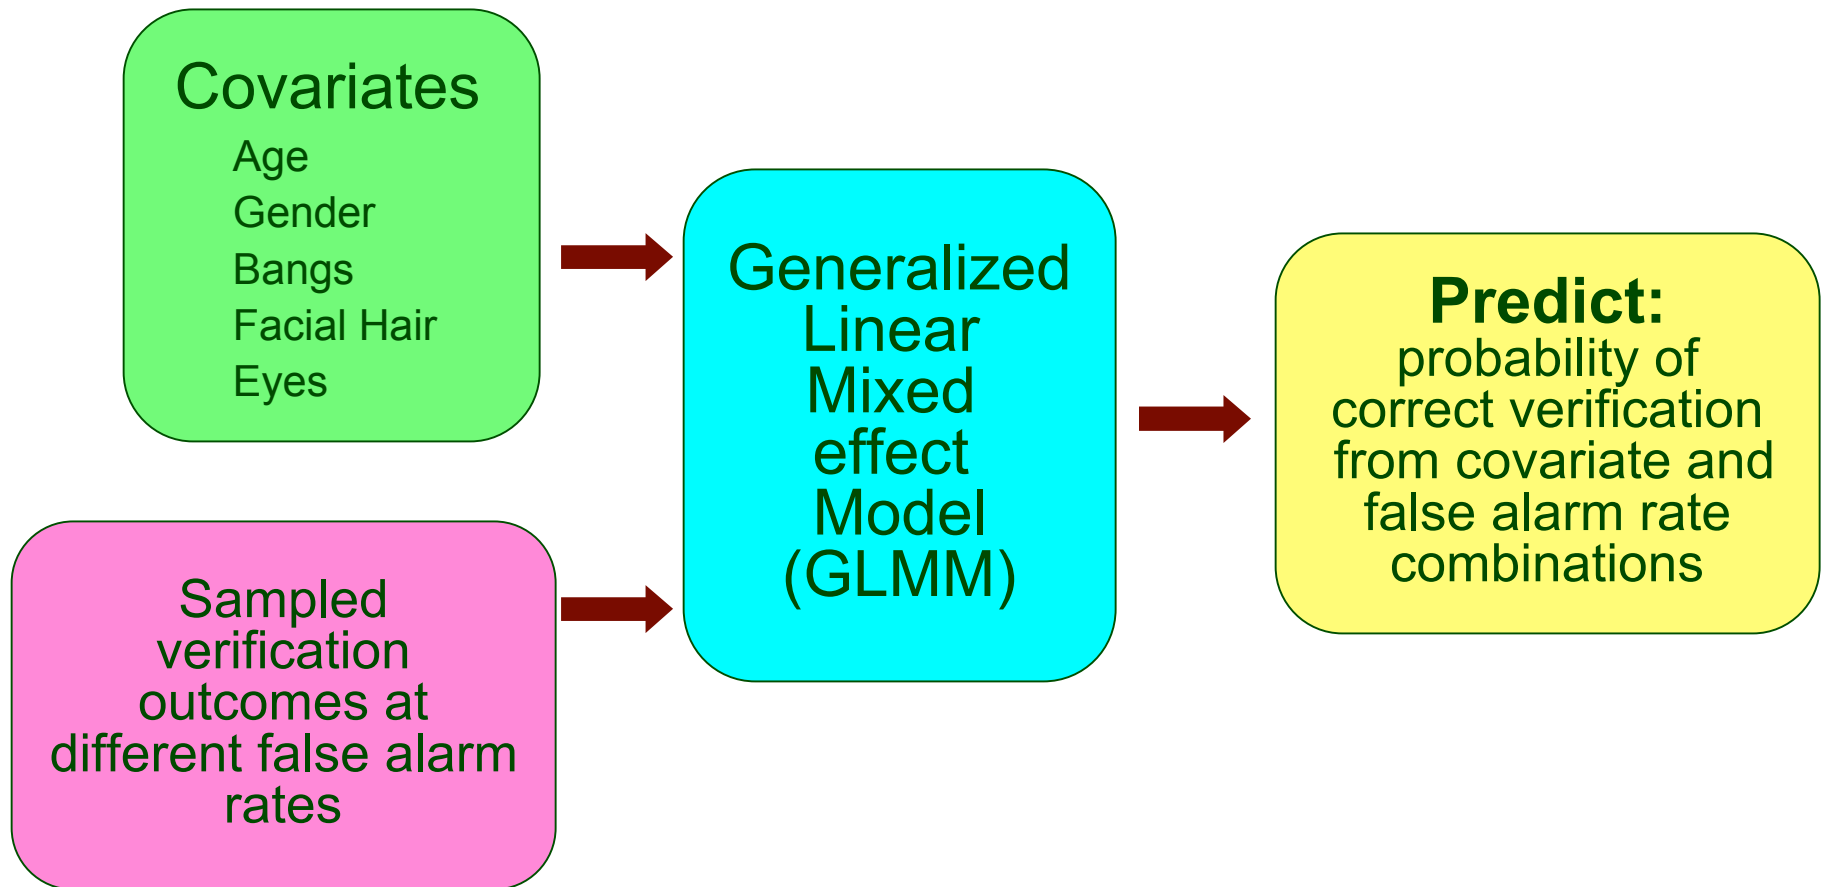 Covariates
Age
Gender
Bangs
Facial Hair
Eyes
Sampled
verification
outcomes at
different false alarm
rates
Generalized
Linear
Mixed
effect
Model
(GLMM)
Predict:
probability of
correct verification
from covariate and
false alarm rate
combinations